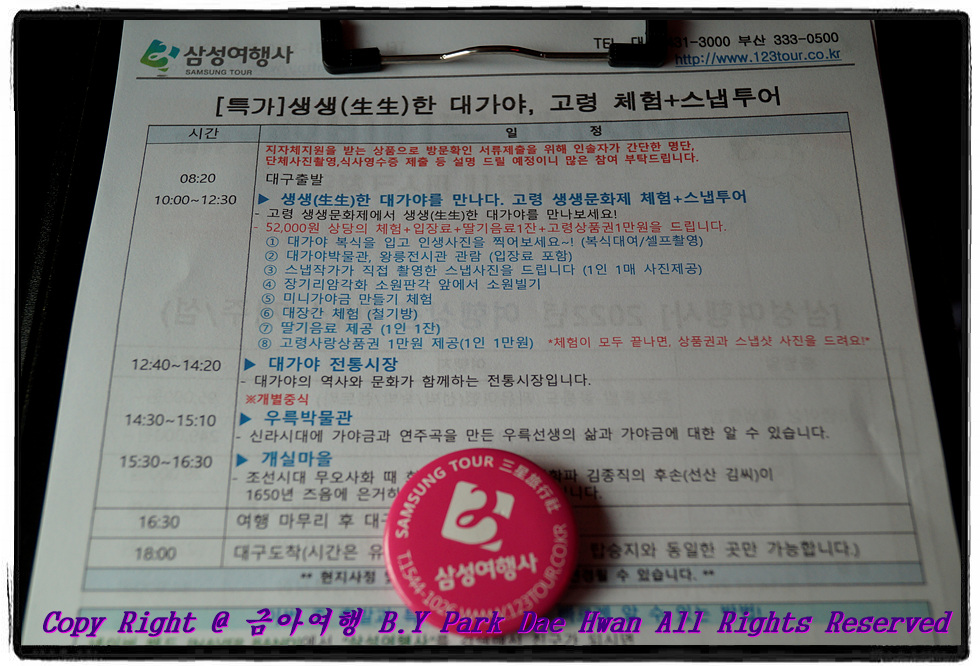 삼성여행사
SAMSUNG TOUR
TEL 31-3000 부산 333-0500
http://www.123tour.co.kr
[특가]생생(生生)한 대가야, 고령 체험+스냅투어
시간 일 정
지자체지원을 받는 상품으로 방문확인 서류제출을 위해 인솔자가 간단한 명단,
단체사진촬영,식사영수증 제출 등 설명 드릴 예정이니 많은 참여 부탁드립니다.
08:20 대구출발
10:00~12:30 ▶ 생생(生生)한 대가야를 만나다. 고령 생생문화제 체험+스냅투어
- 고령 생생문화제에서 생생(生生)한 대가야를 만나보세요!
- 52,000원 상당의 체험+입장료+딸기음료1잔+고령상품권1만원을 드립니다.
① 대가야 복식을 입고 인생사진을 찍어보세요~! (복식대여/셀프촬영)
② 대가야박물관, 왕릉전시관 관람 (입장료 포함)
③ 스냅작가가 직접 촬영한 스냅사진을 드립니다 (1인 1매 사진제공)
④ 장기리암각화 소원판각 앞에서 소원빌기
⑤ 미니가야금 만들기 체험
⑥ 대장간 체험 (철기방)
⑦ 딸기음료 제공 (1인 1잔)
⑧ 고령사랑상품권 1만원 제공(1인 1만원) *체험이 모두 끝나면, 상품권과 스냅샷 사진을 드려요!*
12:40~14:20 ▶ 대가야 전통시장
- 대가야의 역사와 문화가 함께하는 전통시장입니다.
※개별중식
14:30~15:10 ▶ 우륵박물관
- 신라시대에 가야금과 연주곡을 만든 우륵선생의 삶과 가야금에 대한 알 수 있습니다.
15:30~16:30 ▶ 개실마을
- 조선시대 무오사화 때 화파 김종직의 후손(선산 김씨)이
1650년 즈음에 은거하
16:30 여행 마무리 후 대구
18:00 대구도착(시간은 유 탑승지와 동일한 곳만 가능합니다.)
** 현지사정 될 수 있습니다. **
SAMSUNG TOUR 三星旅行社
삼성여행사
T.1544-1026 WWW.123TOUR.CO.KR
Copy Right @ 금아여행 B.Y Park Dae Hwan All Rights Reserved